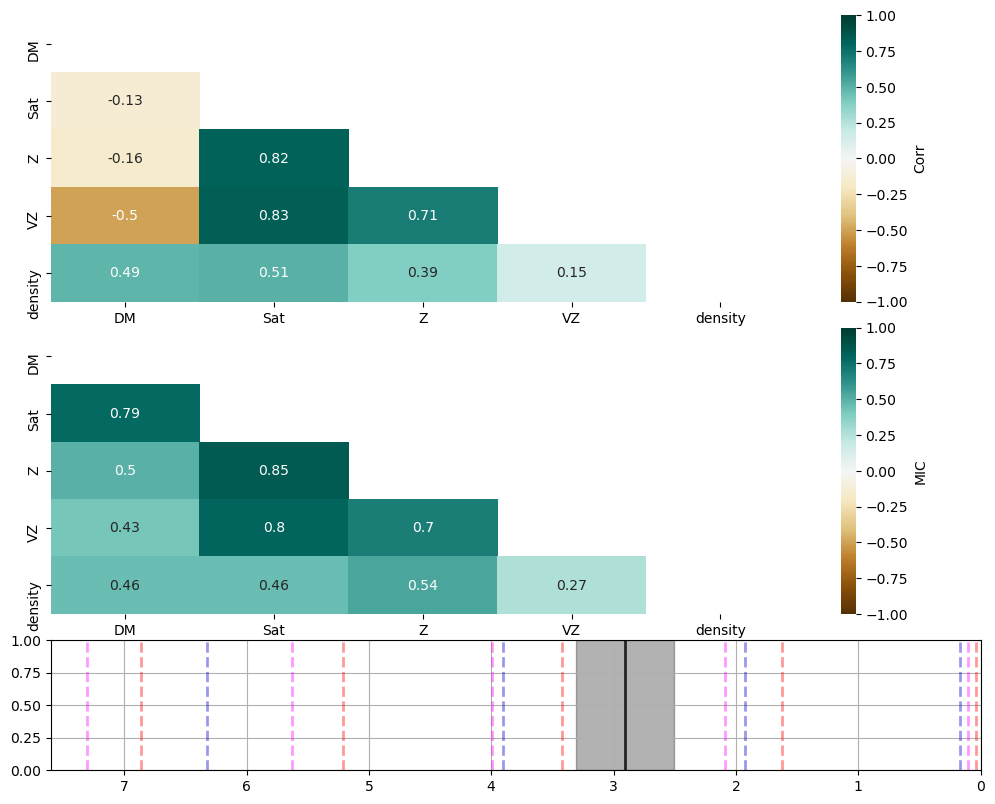 DM
Sat
Z
VZ
density
-0.13
-0.16 0.82
-0.5 0.83 0.71
0.49 0.51 0.39 0.15
DM Sat Z VZ density
1.00
0.75
0.50
0.25
0.00
−0.25
−0.50
−0.75
−1.00
Corr
DM
Sat
Z
VZ
density
0.79
0.5 0.85
0.43 0.8 0.7
0.46 0.46 0.54 0.27
DM Sat Z VZ density
1.00
0.75
0.50
0.25
0.00
−0.25
−0.50
−0.75
−1.00
MIC
1.00
0.75
0.50
0.25
0.00
7 6 5 4 3 2 1 0